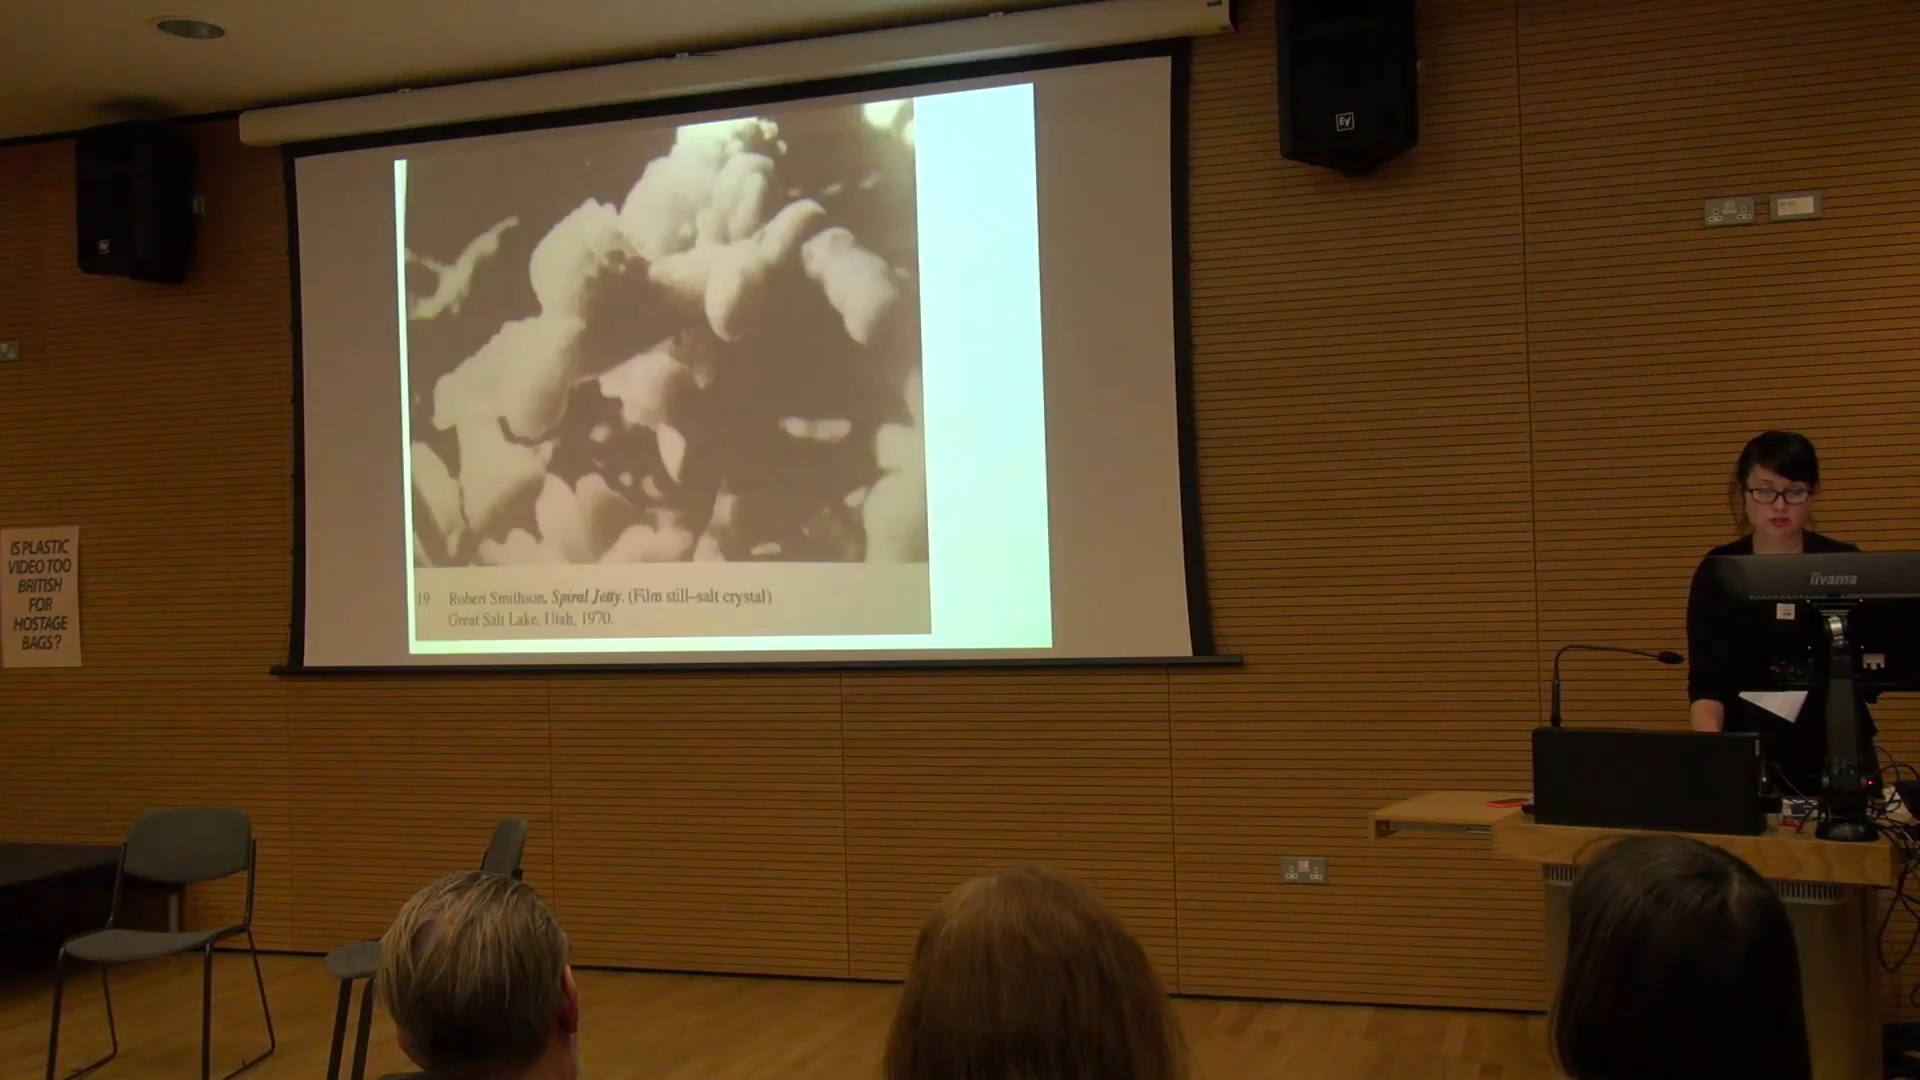 IS PLASTIC
VIDEO TOO
BRITISH
FOR
HOSTAGE
BAGS?
19 Robert Smithson. Spiral Jetty. (Film still–salt crystal)
Great Salt Lake, Utah, 1970.
EV
EV
iiyama